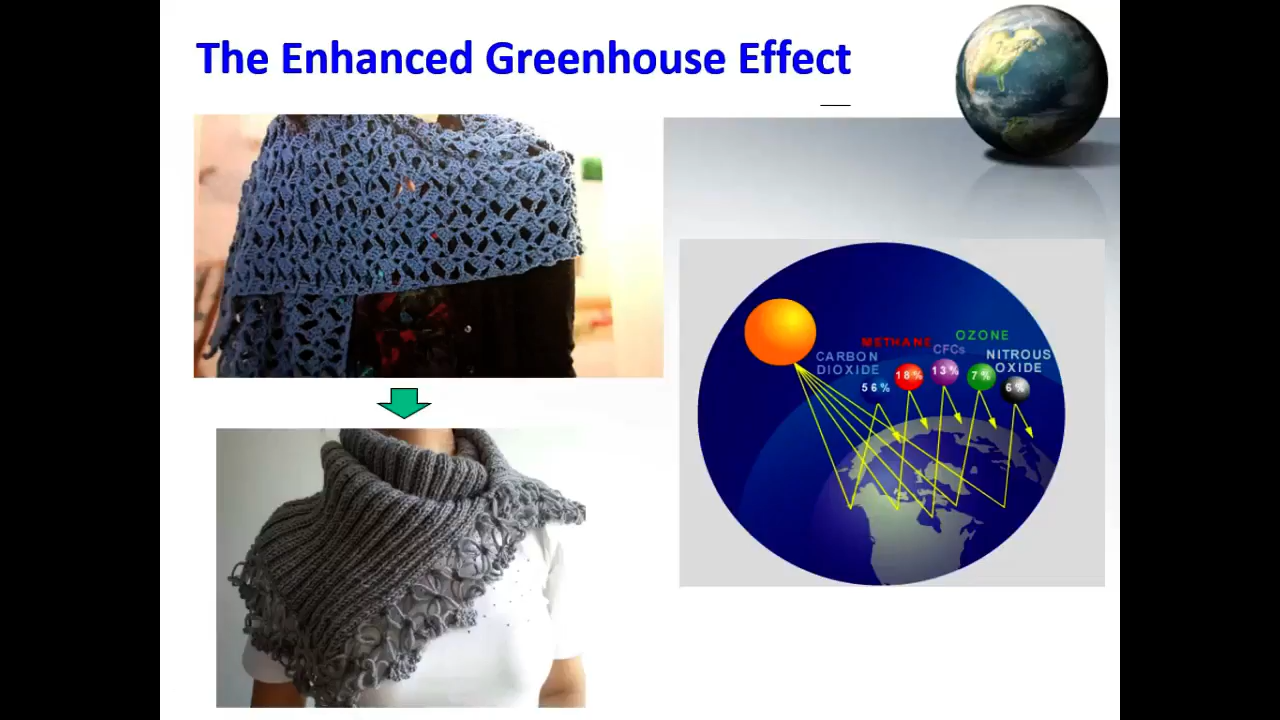 The Enhanced Greenhouse Effect
METHANE
OZONE
CFCs
CARBON
DIOXIDE
NITROUS
OXIDE
56%
18%
13%
7%
6%